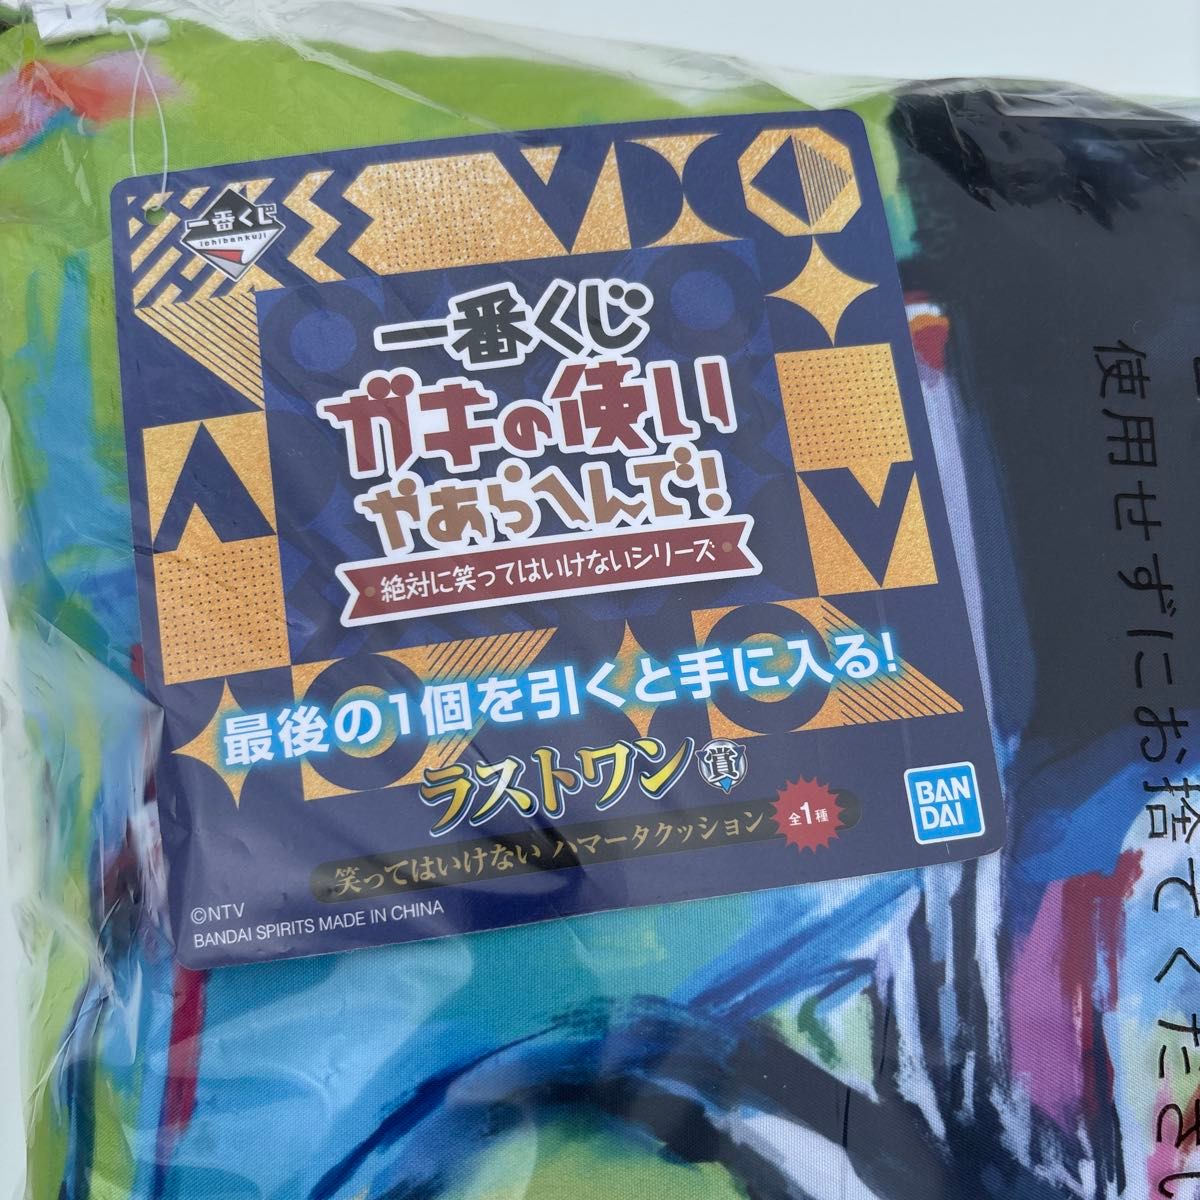 一番くじ
ichibankuji
一番くじ
ガキの使い
やあらへんで!
・絶対に笑ってはいけないシリーズ・
最後の1個を引くと手に入る!
ラストワン賞
笑ってはいけない ハマータクッション
全1種
BAN
DAI
©NTV
BANDAI SPIRITS MADE IN CHINA
使用せずにお捨てください